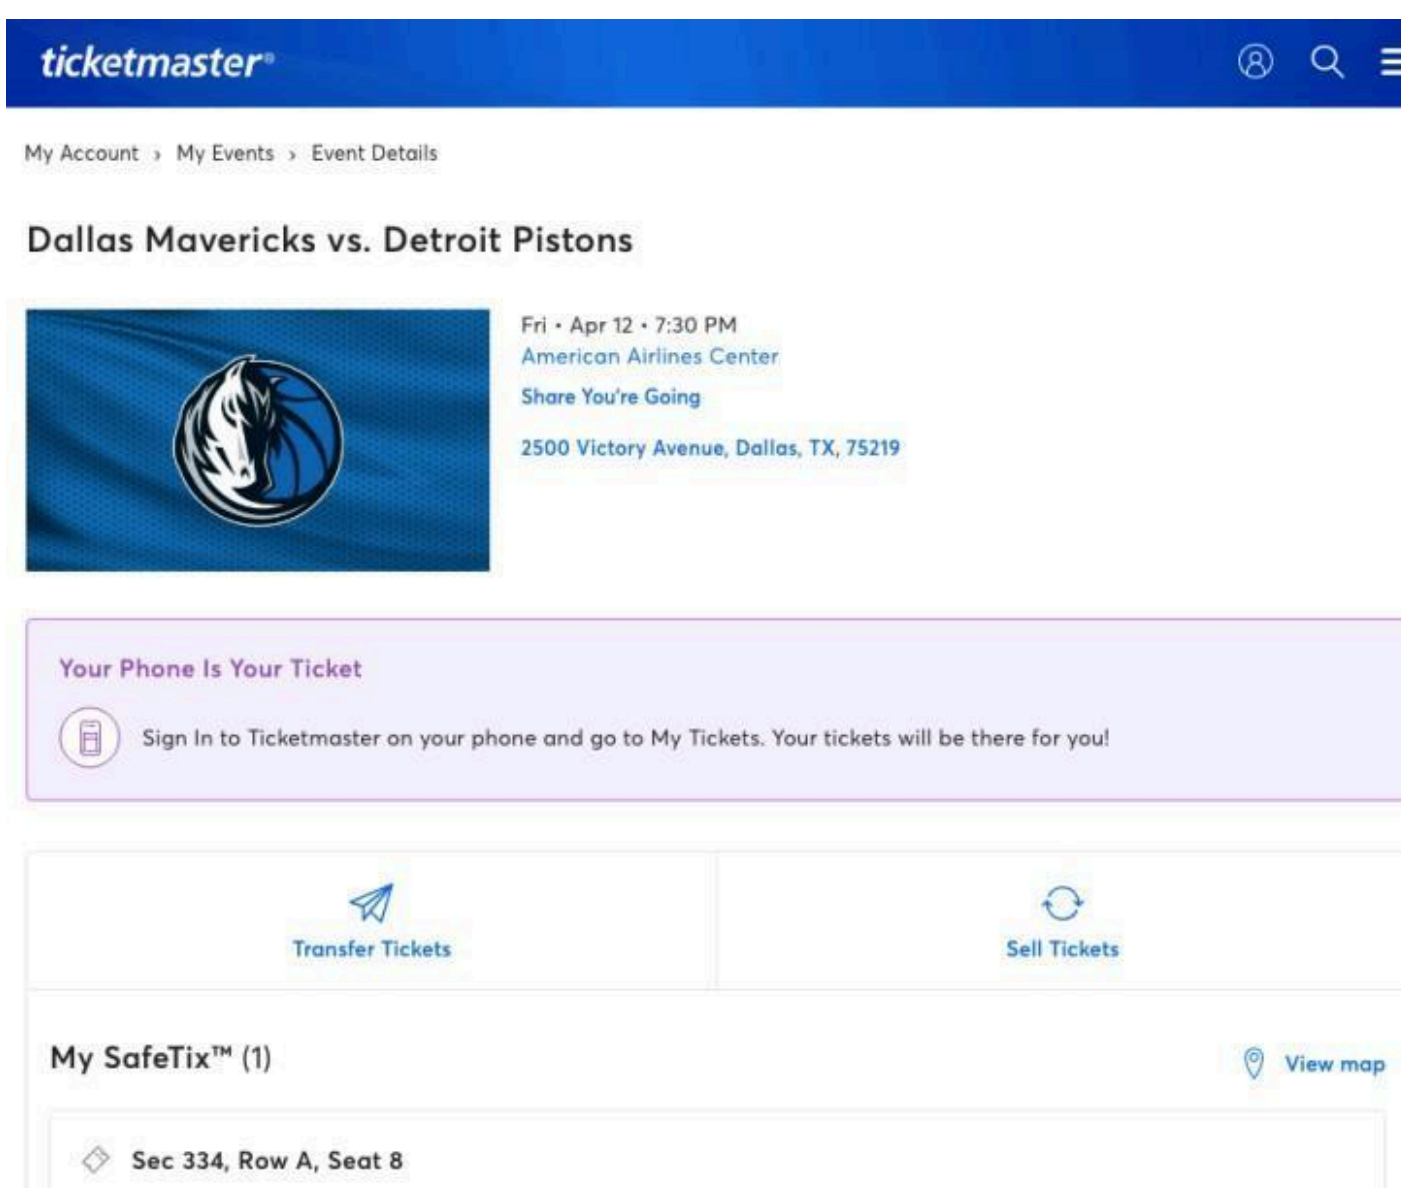 ticketmaster®
My Account › My Events › Event Details
Dallas Mavericks vs. Detroit Pistons
Fri • Apr 12 • 7:30 PM
American Airlines Center
Share You're Going
2500 Victory Avenue, Dallas, TX, 75219
Your Phone Is Your Ticket
Sign In to Ticketmaster on your phone and go to My Tickets. Your tickets will be there for you!
Transfer Tickets
Sell Tickets
My SafeTix™ (1)
View map
Sec 334, Row A, Seat 8